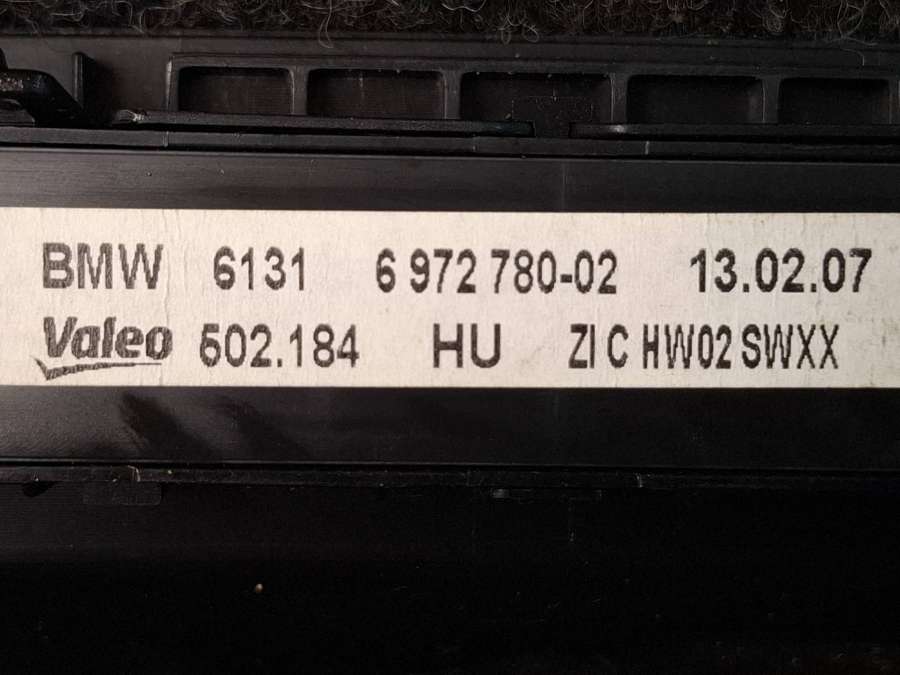 BMW 6131 6 972 780-02 13.02.07
Valeo 502.184 HU ZI C HW02 SWXX